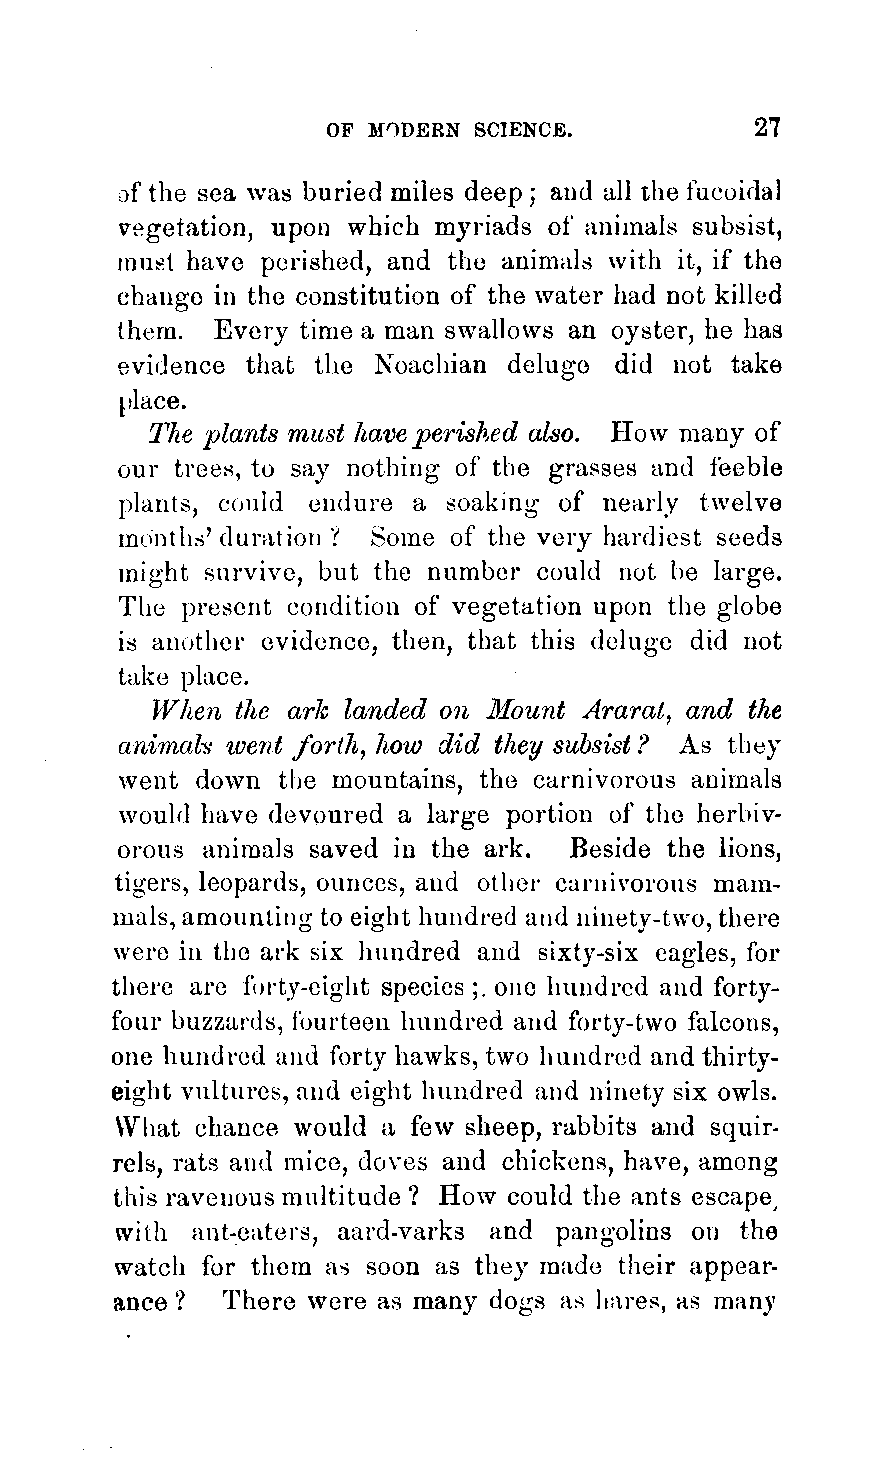 OF MODERN SCIENCE. 27
of the sea was buried miles deep; and all the fucoidal
vegetation, upon which myriads of animals subsist,
must have perished, and the animals with it, if the
change in the constitution of the water had not killed
them. Every time a man swallows an oyster, he has
evidence that the Noachian deluge did not take
place.
The plants must have perished also. How many of
our trees, to say nothing of the grasses and feeble
plants, could endure a soaking of nearly twelve
months' duration? Some of the very hardiest seeds
might survive, but the number could not be large.
The present condition of vegetation upon the globe
is another evidence, then, that this deluge did not
take place.
When the ark landed on Mount Ararat, and the
animals went forth, how did they subsist? As they
went down the mountains, the carnivorous animals
would have devoured a large portion of the herbiv-
orous animals saved in the ark. Beside the lions,
tigers, leopards, ounces, and other carnivorous mam-
mals, amounting to eight hundred and ninety-two, there
were in the ark six hundred and sixty-six eagles, for
there are forty-eight species; one hundred and forty-
four buzzards, fourteen hundred and forty-two falcons,
one hundred and forty hawks, two hundred and thirty-
eight vultures, and eight hundred and ninety six owls.
What chance would a few sheep, rabbits and squir-
rels, rats and mice, doves and chickens, have, among
this ravenous multitude? How could the ants escape,
with ant-eaters, aard-varks and pangolins on the
watch for them as soon as they made their appear-
ance? There were as many dogs as hares, as many